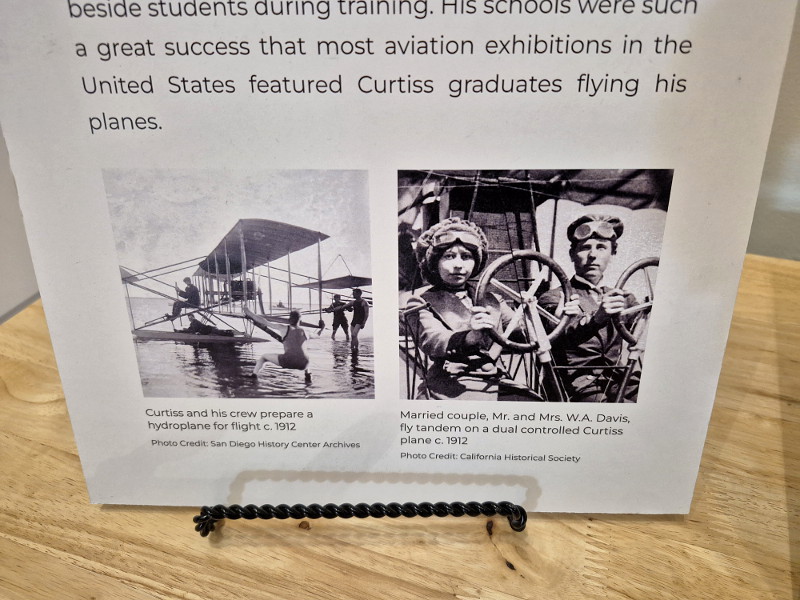 beside students during training. His schools were such
a great success that most aviation exhibitions in the
United States featured Curtiss graduates flying his
planes.
Curtiss and his crew prepare a
hydroplane for flight c. 1912
Photo Credit: San Diego History Center Archives
Married couple, Mr. and Mrs. W.A. Davis,
fly tandem on a dual controlled Curtiss
plane c. 1912
Photo Credit: California Historical Society